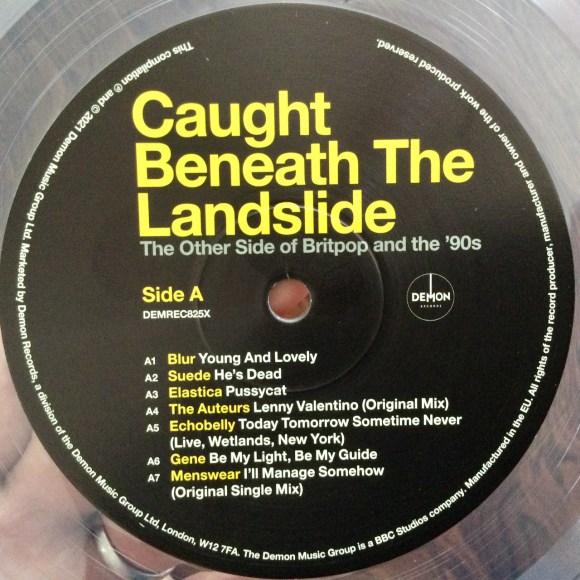 Caught
Beneath The
Landslide
The Other Side of Britpop and the '90s
Side A
DEMREC825X
DEMON
RECORDS
A1 Blur Young And Lovely
A2 Suede He's Dead
A3 Elastica Pussycat
A4 The Auteurs Lenny Valentino (Original Mix)
A5 Echobelly Today Tomorrow Sometime Never
(Live, Wetlands, New York)
A6 Gene Be My Light, Be My Guide
A7 Menswear I'll Manage Somehow
(Original Single Mix)
This compilation ℗ and © 2021 Demon Music Group Ltd. Marketed by Demon Records, a division of the Demon Music Group Ltd, London, W12 7FA. The Demon Music Group is a BBC Studios company. Manufactured in the EU. All rights of the record producer, manufacturer and owner of the work produced reserved.